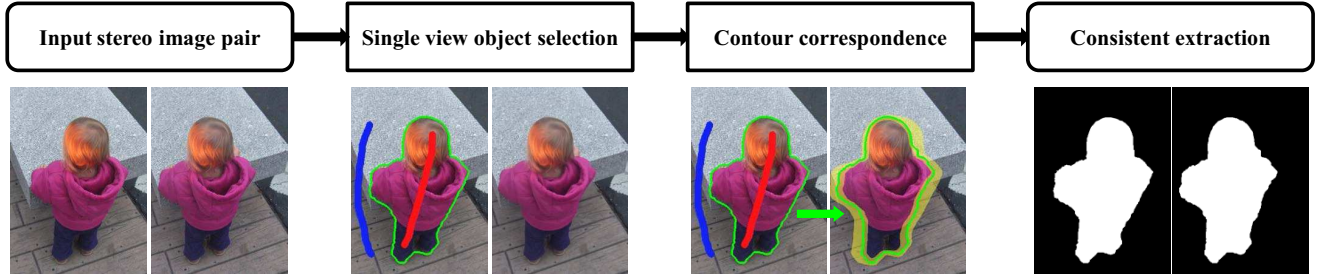 Input stereo image pair
Single view object selection
Contour correspondence
Consistent extraction